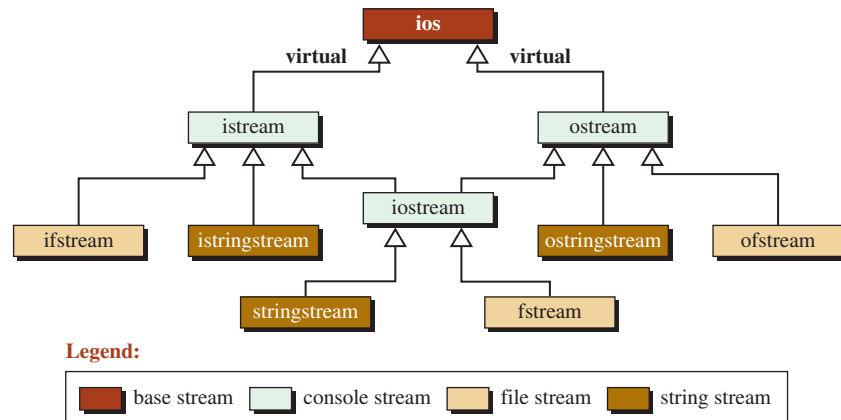 ios
virtual virtual
istream ostream
iostream
ifstream istringstream ostringstream ofstream
stringstream fstream
Legend:
base stream console stream file stream string stream